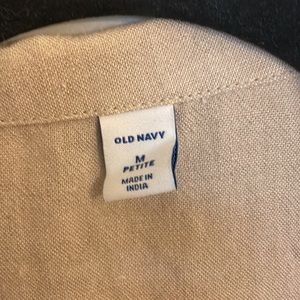 OLD NAVY
M
PETITE
MADE IN
INDIA